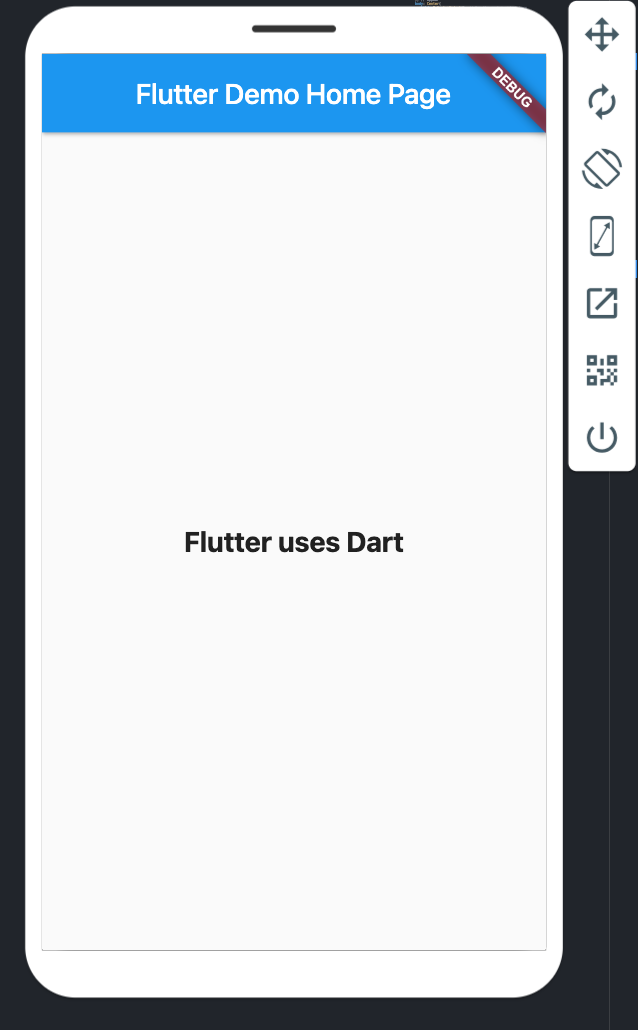 Flutter Demo Home Page
DEBUG
Flutter uses Dart